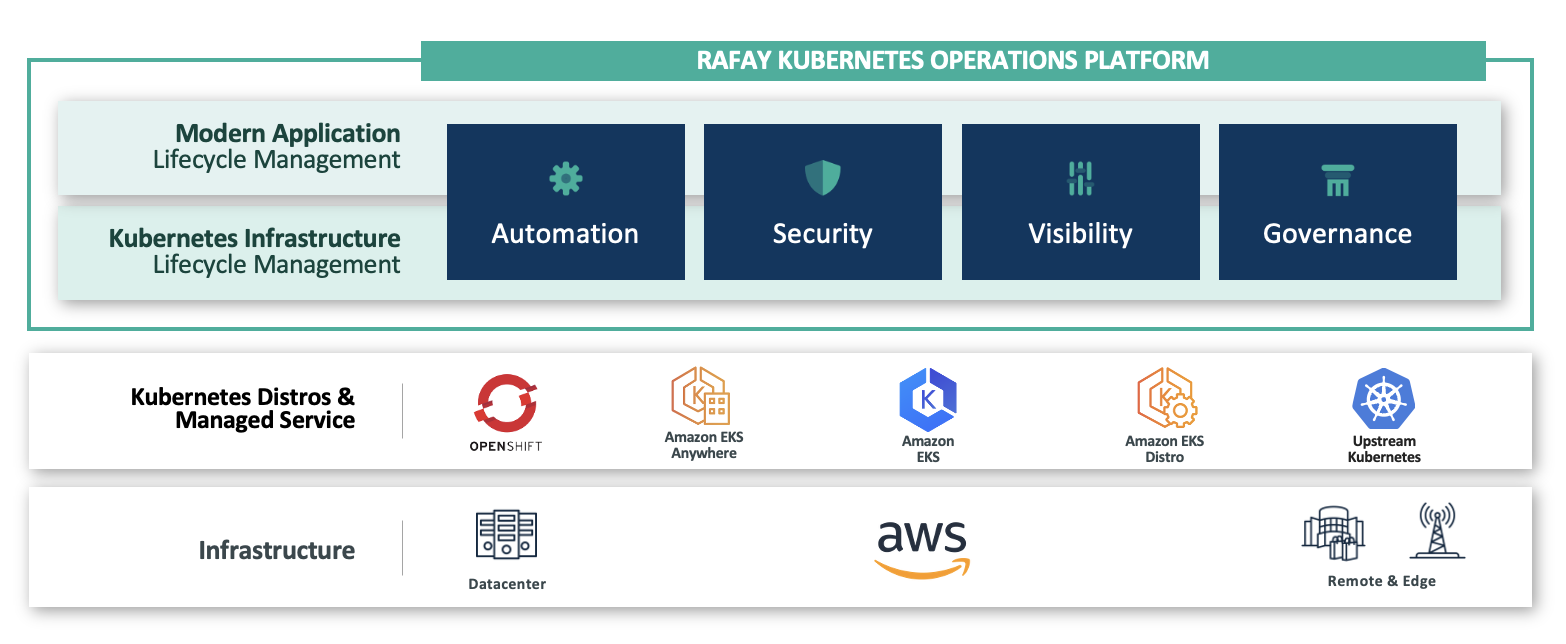 RAFAY KUBERNETES OPERATIONS PLATFORM
Modern Application
Lifecycle Management
Kubernetes Infrastructure
Lifecycle Management
Automation
Security
Visibility
Governance
Kubernetes Distros &
Managed Service
OPENSHIFT
K
Amazon EKS
Anywhere
K
Amazon
EKS
K
Amazon EKS
Distro
Upstream
Kubernetes
Infrastructure
Datacenter
aws
Remote & Edge